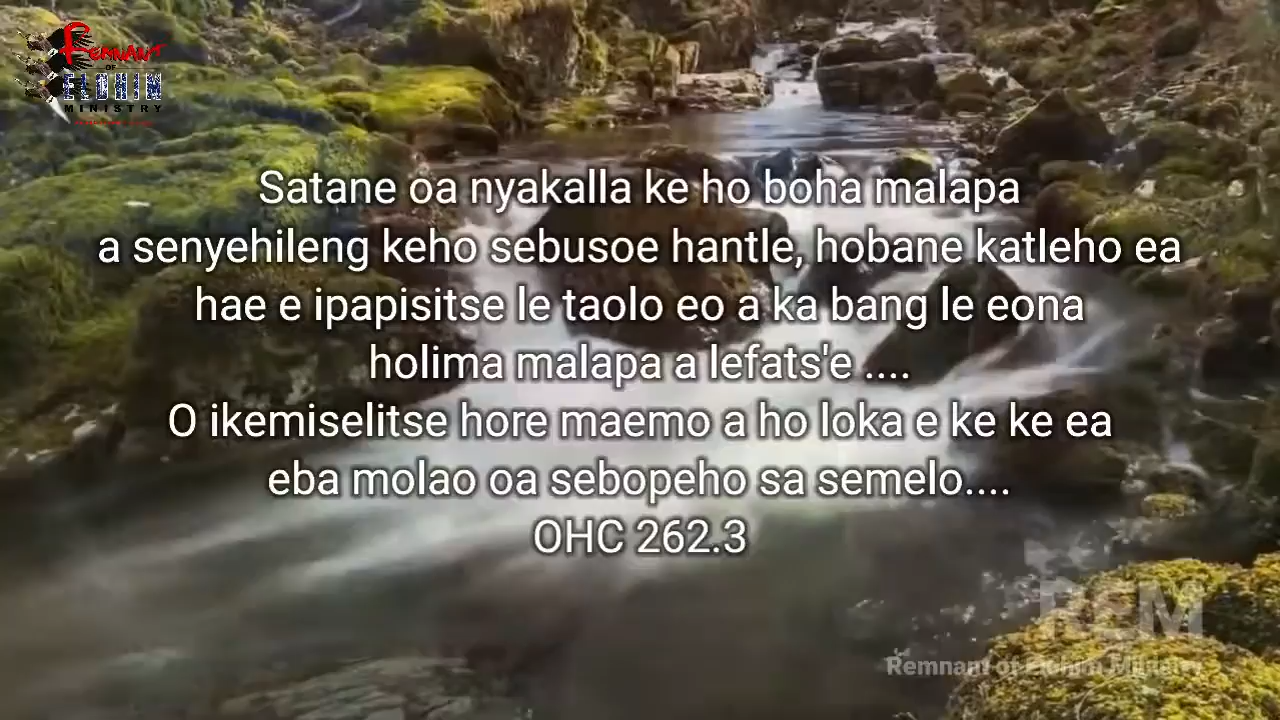 REMNANT
OF
ELOHIM
MINISTRY
Satane oa nyakalla ke ho boha malapa
a senyehileng keho sebusoe hantle, hobane katleho ea
hae e ipapisitse le taolo eo a ka bang le eona
holima malapa a lefats'e ....
O ikemiselitse hore maemo a ho loka e ke ke ea
eba molao oa sebopeho sa semelo....
OHC 262.3
REM
Remnant of Elohim Ministry